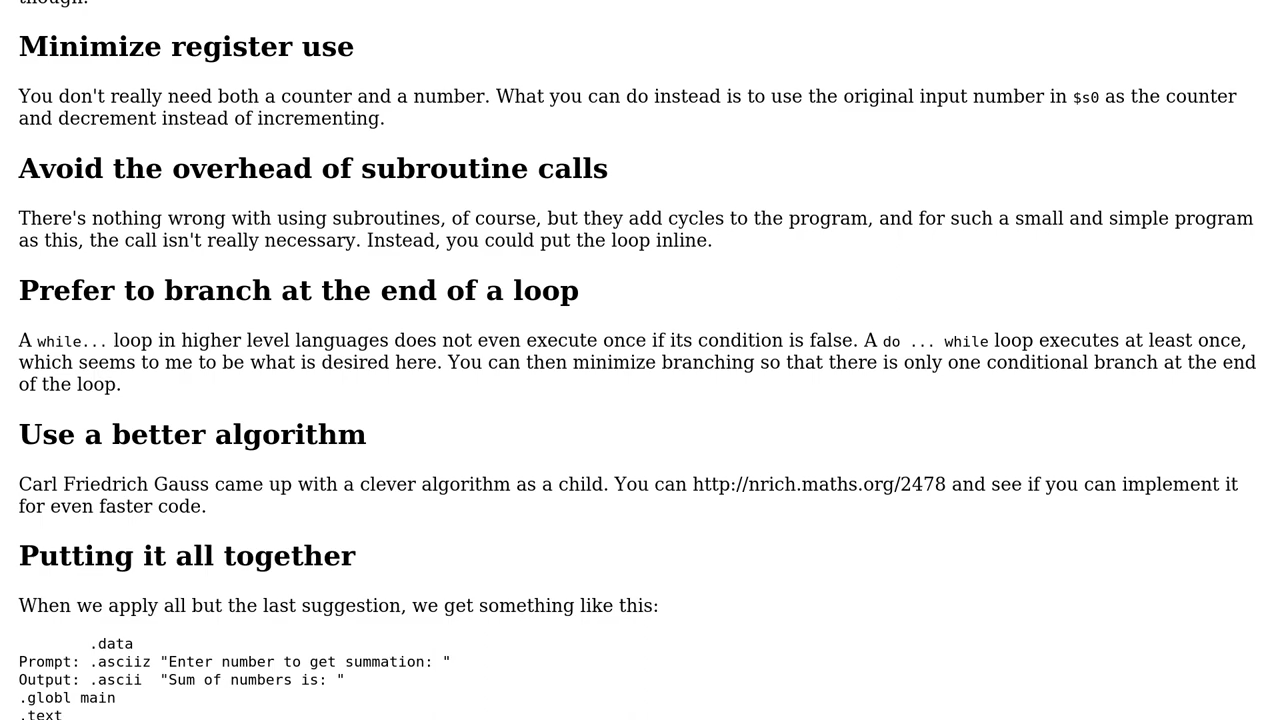 though.
Minimize register use
You don't really need both a counter and a number. What you can do instead is to use the original input number in $s0 as the counter
and decrement instead of incrementing.
Avoid the overhead of subroutine calls
There's nothing wrong with using subroutines, of course, but they add cycles to the program, and for such a small and simple program
as this, the call isn't really necessary. Instead, you could put the loop inline.
Prefer to branch at the end of a loop
A while... loop in higher level languages does not even execute once if its condition is false. A do ... while loop executes at least once,
which seems to me to be what is desired here. You can then minimize branching so that there is only one conditional branch at the end
of the loop.
Use a better algorithm
Carl Friedrich Gauss came up with a clever algorithm as a child. You can http://nrich.maths.org/2478 and see if you can implement it
for even faster code.
Putting it all together
When we apply all but the last suggestion, we get something like this:
.data
Prompt: .asciiz "Enter number to get summation: "
Output: .ascii  "Sum of numbers is: "
.globl main
.text